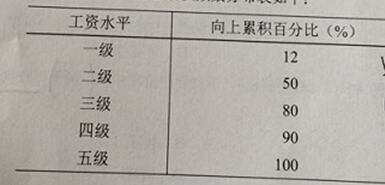 工资水平 向上累积百分比(%)
一级 12
二级 50
三级 80
四级 90
五级 100